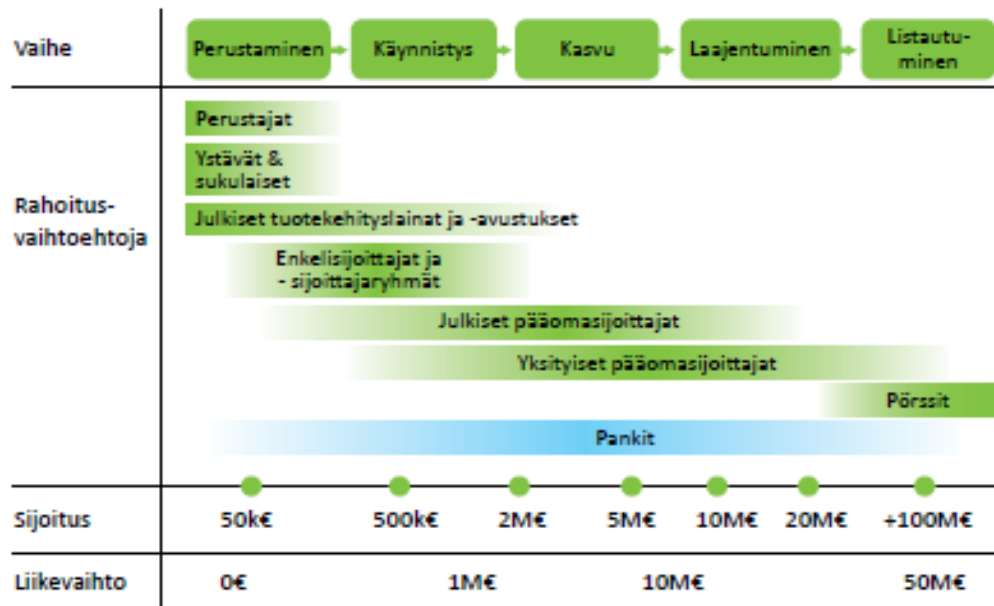 Vaihe
Perustaminen
Käynnistys
Kasvu
Laajentuminen
Listautu-
minen
Rahoitus-
vaihtoehtoja
Perustajat
Ystävät &
sukulaiset
Julkiset tuotekehityslainat ja -avustukset
Enkelisijoittajat ja
- sijoittajaryhmät
Julkiset pääomasijoittajat
Yksityiset pääomasijoittajat
Pörssit
Pankit
Sijoitus 50k€ 500k€ 2M€ 5M€ 10M€ 20M€ +100M€
Liikevaihto 0€ 1M€ 10M€ 50M€